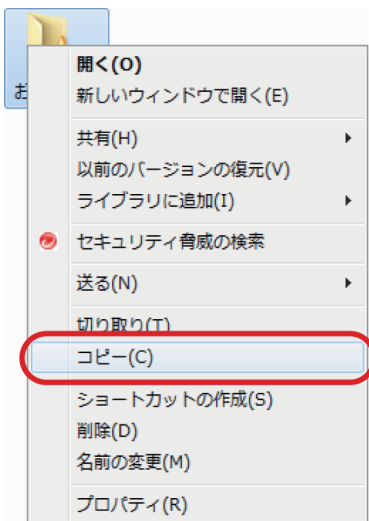 お
開く(O)
新しいウィンドウで開く(E)
共有(H)
以前のバージョンの復元(V)
ライブラリに追加(I)
セキュリティ脅威の検索
送る(N)
切り取り(T)
コピー(C)
ショートカットの作成(S)
削除(D)
名前の変更(M)
プロパティ(R)